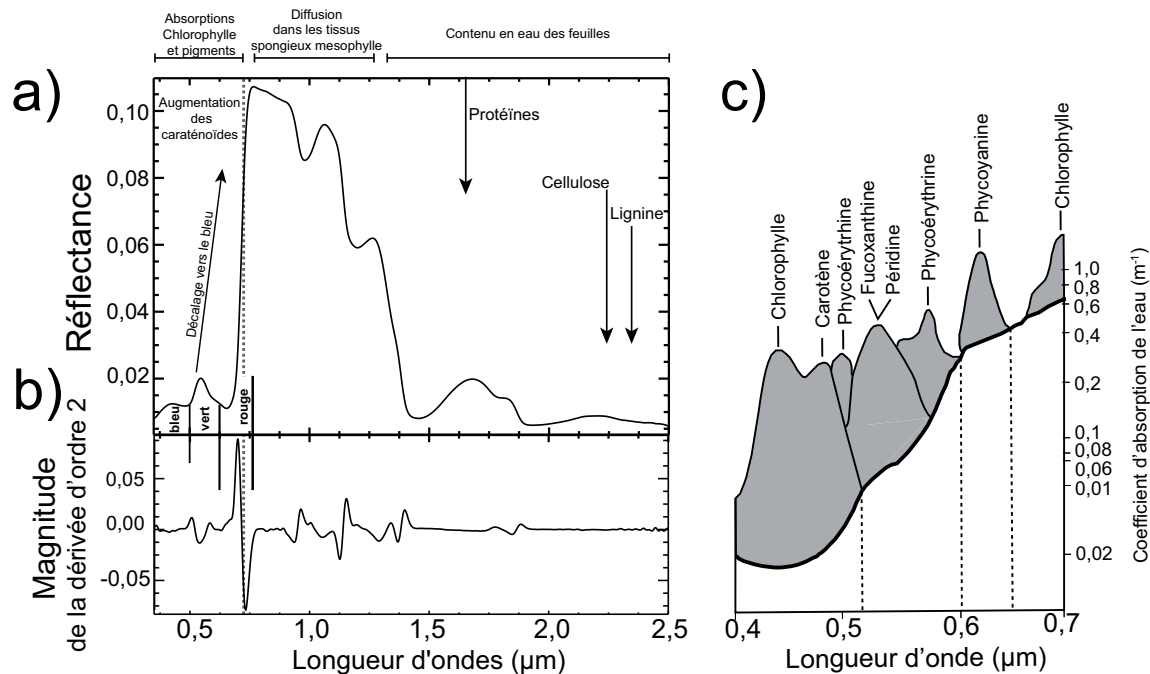 Absorptions
Chlorophylle
et pigments
Diffusion
dans les tissus
spongieux mesophylle
Contenu en eau des feuilles
a)
Réflectance
0,10
0,08
0,06
0,04
0,02
Augmentation
des
caraténoïdes
Décalage vers le bleu
Protéïnes
Cellulose
Lignine
bleu
vert
rouge
b)
Magnitude
de la dérivée d'ordre 2
0,05
0,00
-0,05
0,5
1,0
1,5
2,0
2,5
Longueur d'ondes (µm)
c)
Chlorophylle
Carotène
Phycoérytrhine
Fucoxanthine
Péridine
Phycoérythrine
Phycoyanine
Chlorophylle
1,0
0,8
0,6
0,4
0,2
0,1
0,08
0,06
0,01
0,02
Coefficient d'absorption de l'eau (m-1)
0,4
0,5
0,6
0,7
Longueur d'onde (µm)